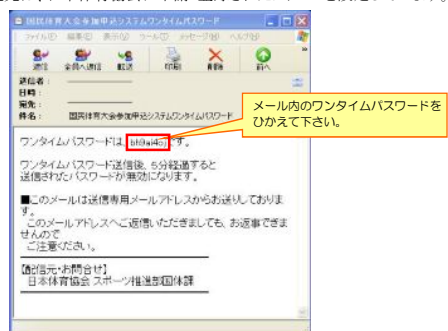 国民体育大会参加申込システムワンタイムパスワード
ファイル(F) 編集(E) 表示(V) ツール(T) メッセージ(M) ヘルプ(H)
返信 全員へ返信 転送 印刷 削除 前へ
送信者:
日時:
宛先:
件名: 国民体育大会参加申込システムワンタイムパスワード
メール内のワンタイムパスワードを
ひかえて下さい。
ワンタイムパスワードは、bh9al4ojです。
ワンタイムパスワード送信後、5分経過すると
送信されたパスワードが無効になります。
■このメールは送信専用メールアドレスからお送りしておりま
す。
このメールアドレスへご返信いただきましても、お返事できま
せんので
ご注意ください。
【配信元・お問合せ】
日本体育協会 スポーツ推進部国体課